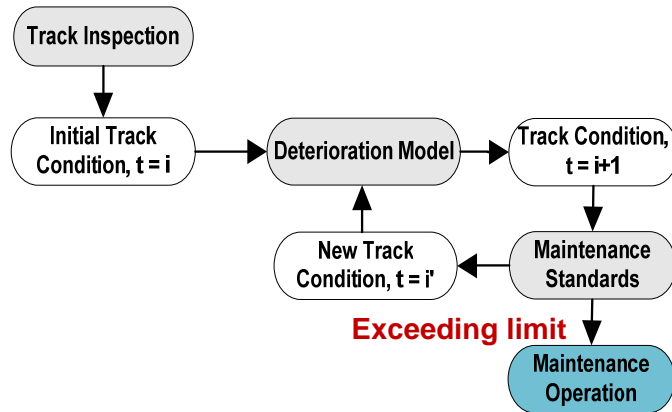 Track Inspection
Initial Track
Condition, t = i
Deterioration Model
Track Condition,
t = i+1
New Track
Condition, t = i'
Maintenance
Standards
Exceeding limit
Maintenance
Operation